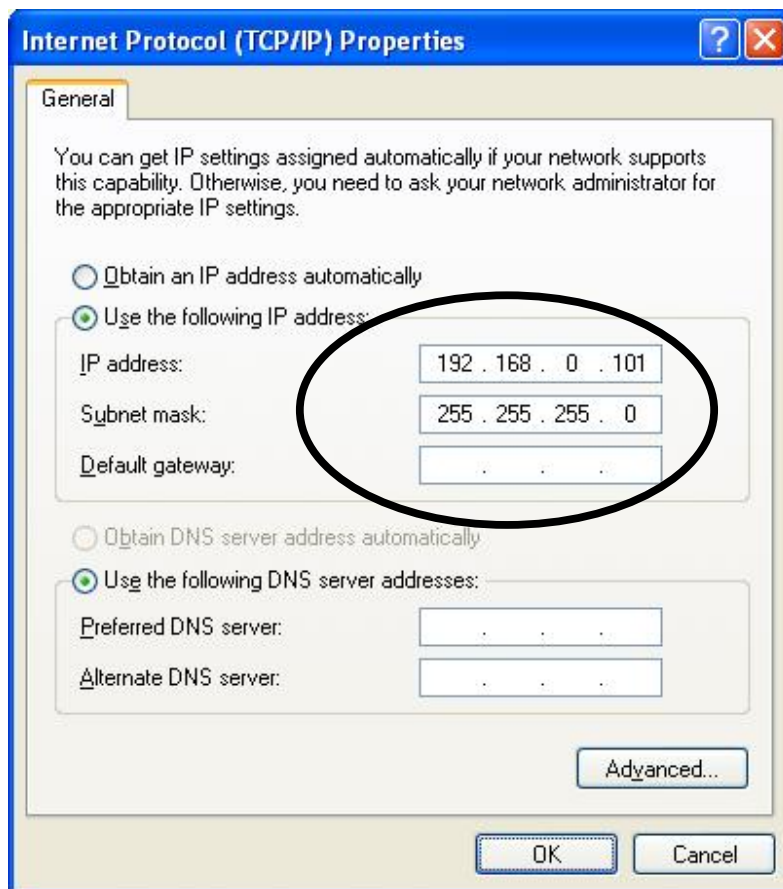 Internet Protocol (TCP/IP) Properties
General
You can get IP settings assigned automatically if your network supports
this capability. Otherwise, you need to ask your network administrator for
the appropriate IP settings.
Obtain an IP address automatically
Use the following IP address:
IP address: 192 . 168 . 0 . 101
Subnet mask: 255 . 255 . 255 . 0
Default gateway: . . .
Obtain DNS server address automatically
Use the following DNS server addresses:
Preferred DNS server: . . .
Alternate DNS server: . . .
Advanced...
OK Cancel